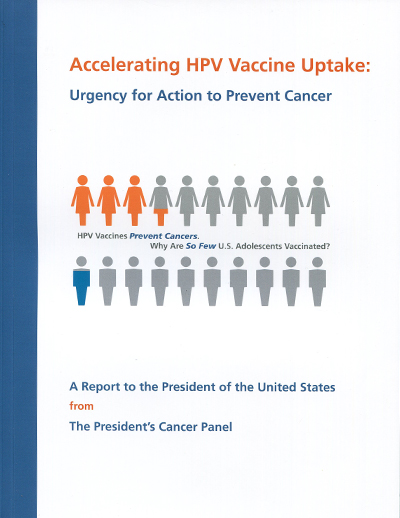 Accelerating HPV Vaccine Uptake:
Urgency for Action to Prevent Cancer
HPV Vaccines Prevent Cancers.
Why Are So Few U.S. Adolescents Vaccinated?
A Report to the President of the United States
from
The President's Cancer Panel